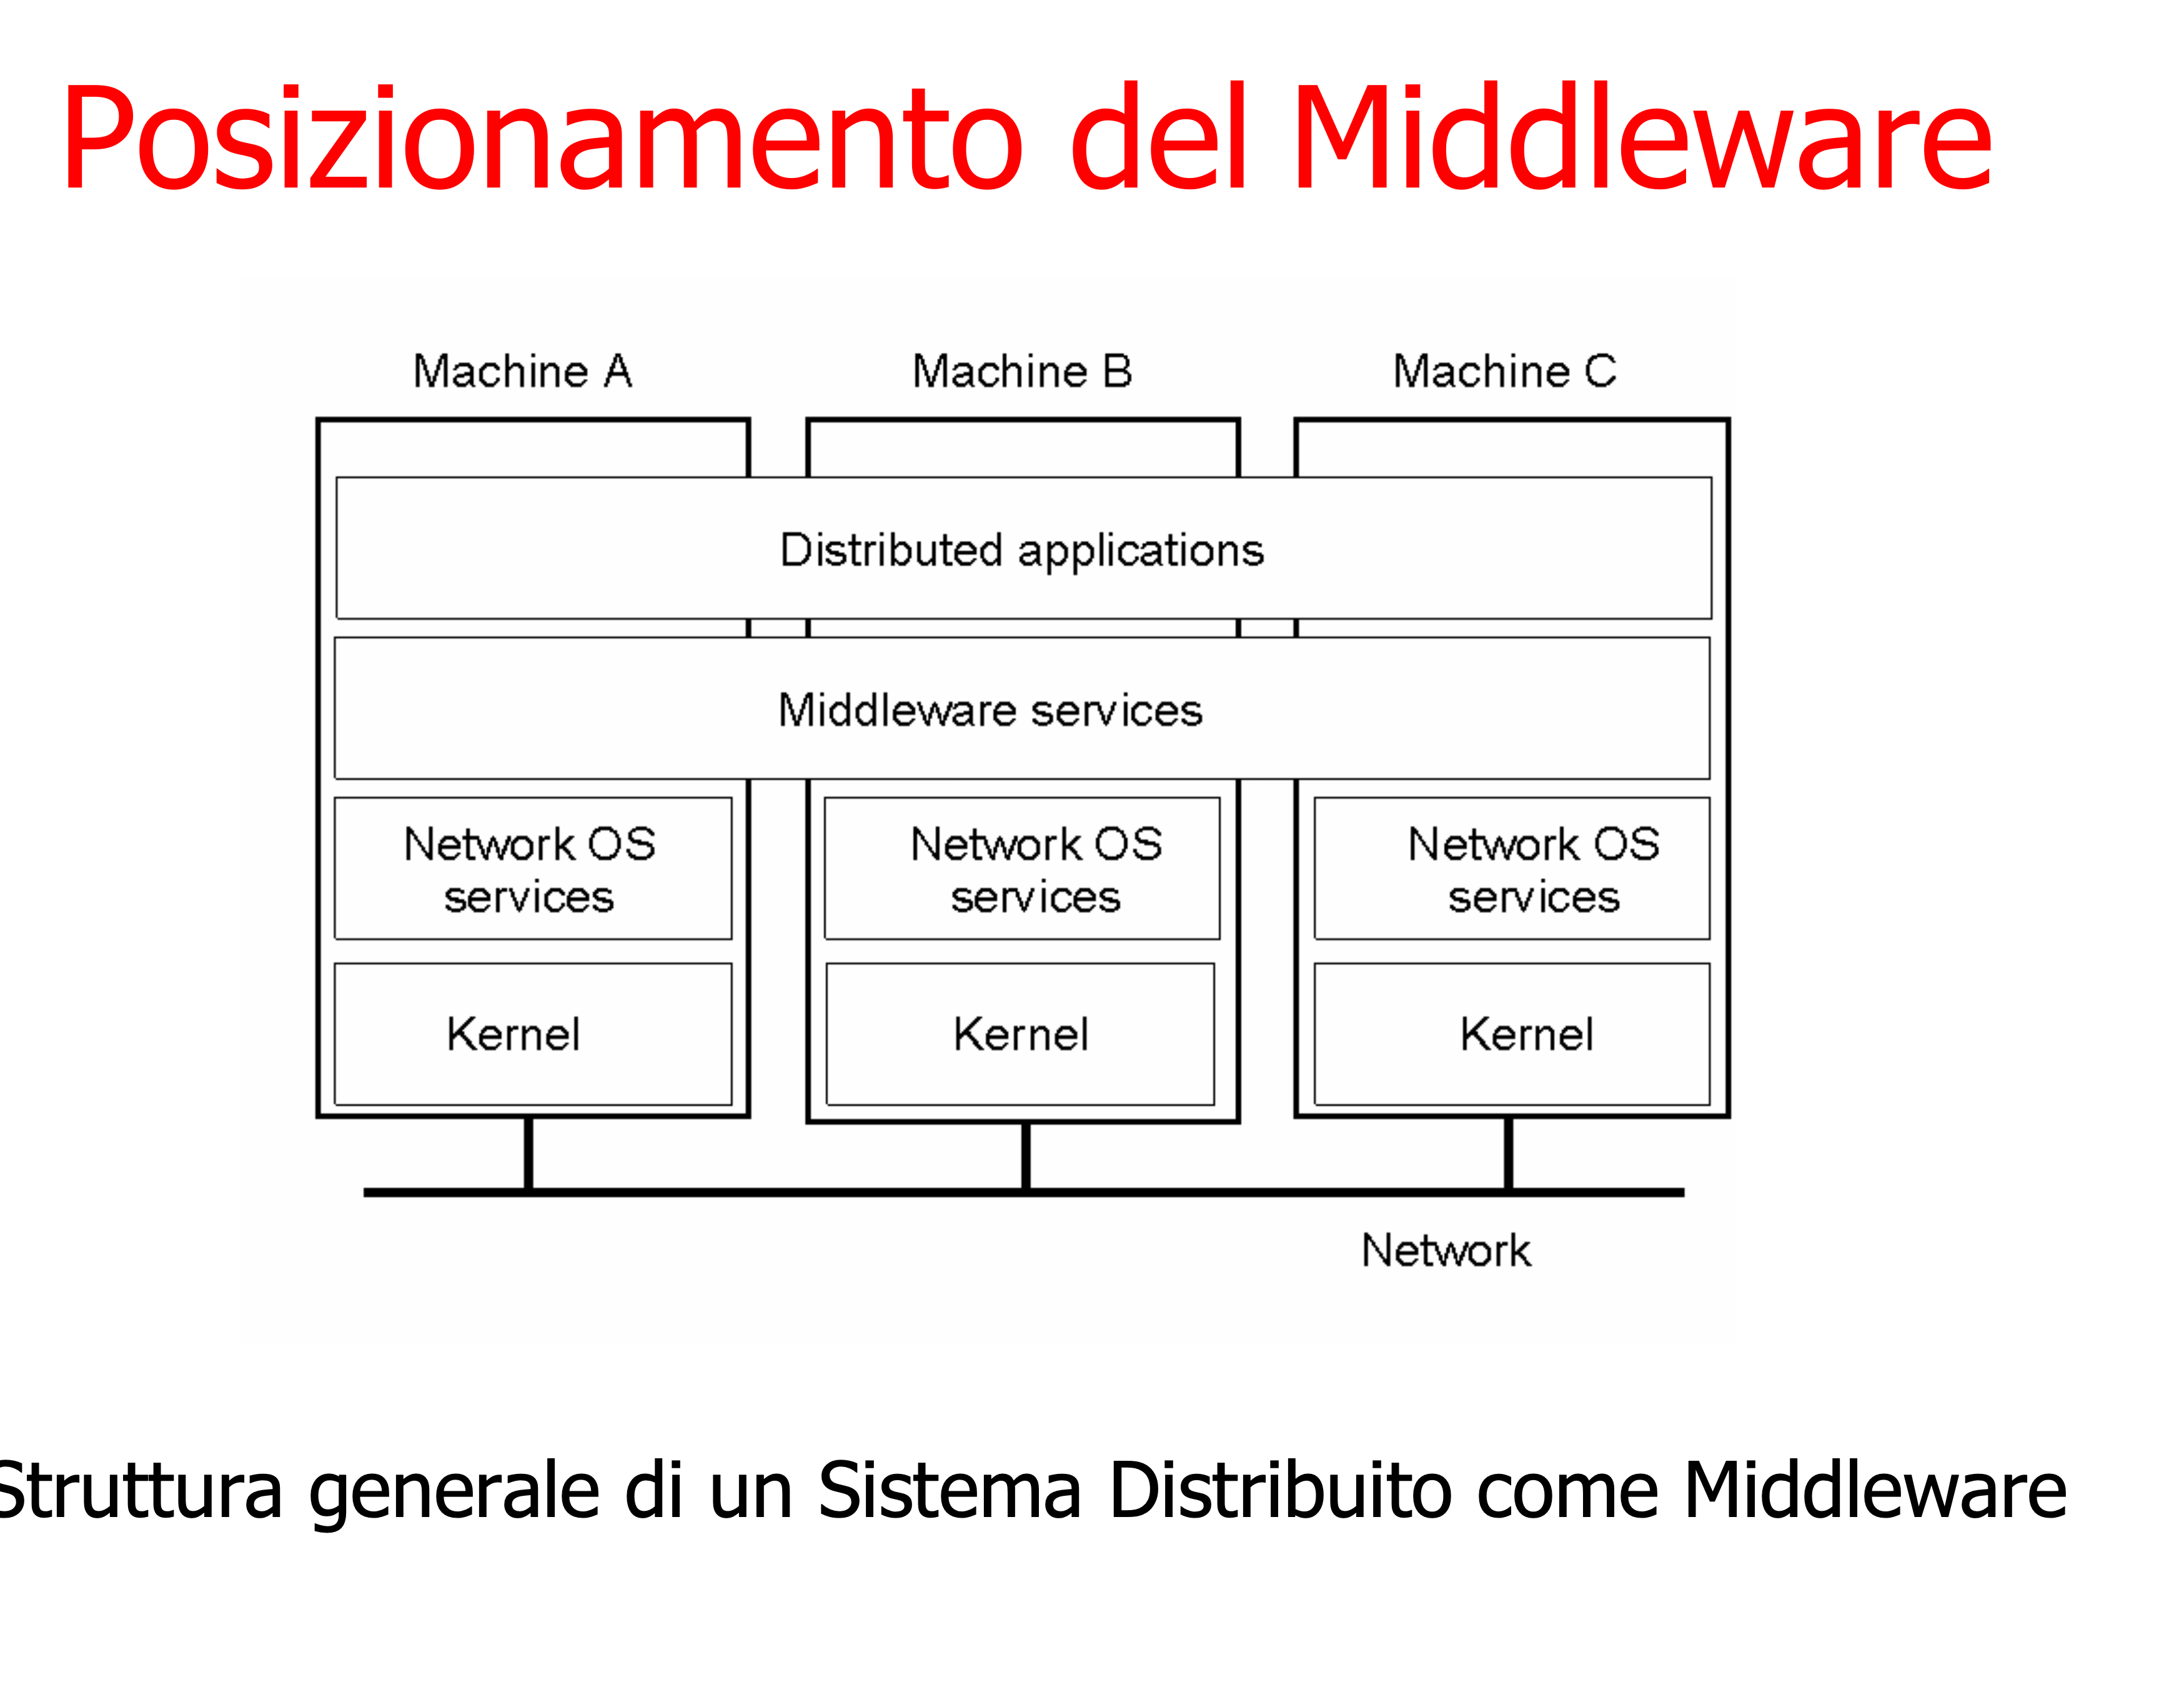 Posizionamento del Middleware
Machine A
Machine B
Machine C
Distributed applications
Middleware services
Network OS
services
Network OS
services
Network OS
services
Kernel
Kernel
Kernel
Network
Struttura generale di un Sistema Distribuito come Middleware